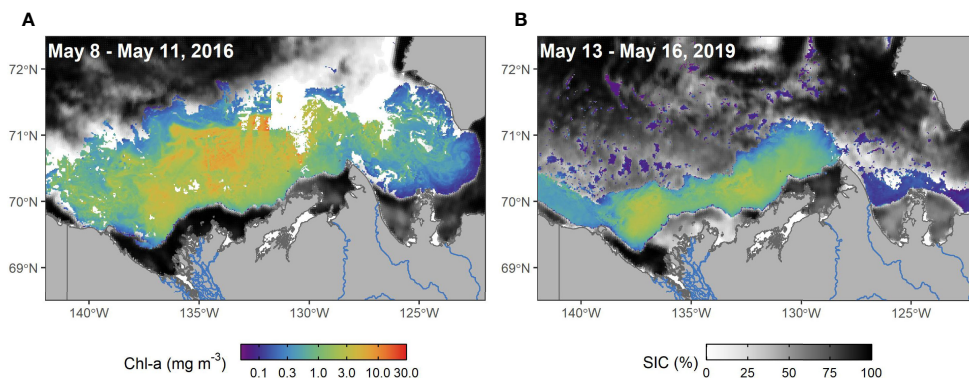 A
B
May 8 - May 11, 2016
May 13 - May 16, 2019
72°N
71°N
70°N
69°N
72°N
71°N
70°N
69°N
140°W 135°W 130°W 125°W
140°W 135°W 130°W 125°W
Chl-a (mg m⁻³)
0.1 0.3 1.0 3.0 10.0 30.0
SIC (%)
0 25 50 75 100